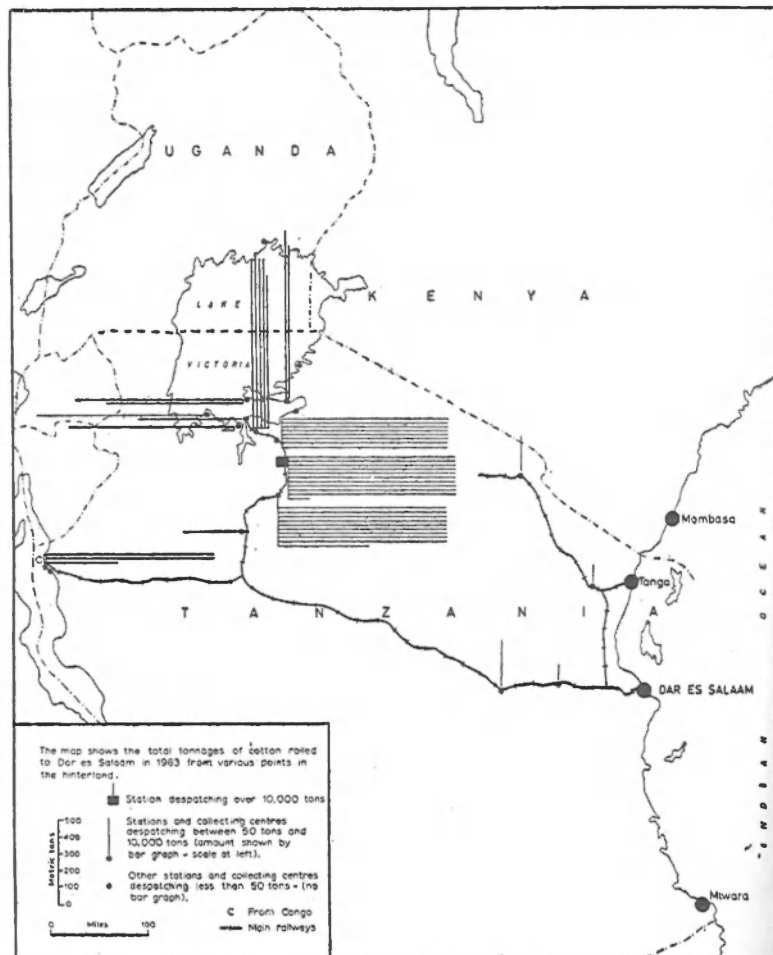 U G A N D A
L A K E
K E N Y A
VICTORIA
Mombasa
C
Tanga
T A N Z A N I A
O C E A N
DAR ES SALAAM
The map shows the total tonnages of cotton railed
to Dar es Salaam in 1963 from various points in
the hinterland.
Station despatching over 10,000 tons
500
400
300
200
100
0
Metric tons
Stations and collecting centres
despatching between 50 tons and
10,000 tons (amount shown by
bar graph - scale at left).
Other stations and collecting centres
despatching less than 50 tons - (no
bar graph).
C From Congo
Main railways
0 Miles 100
I N D I A N
Mtwara